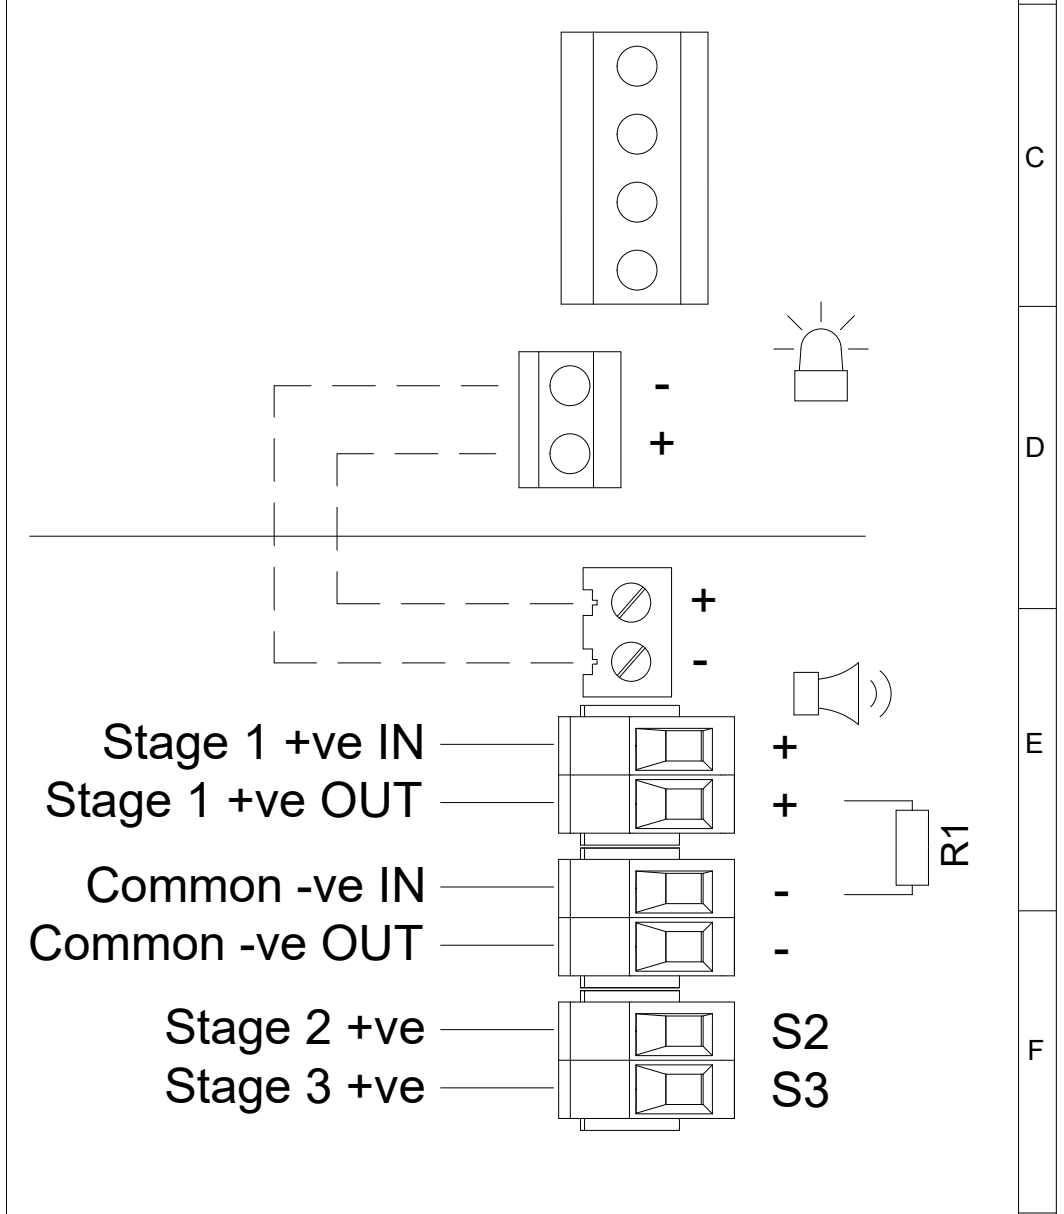 C
-
+
D
+
-
Stage 1 +ve IN
+
E
Stage 1 +ve OUT
+
R1
Common -ve IN
-
Common -ve OUT
-
Stage 2 +ve
S2
F
Stage 3 +ve
S3